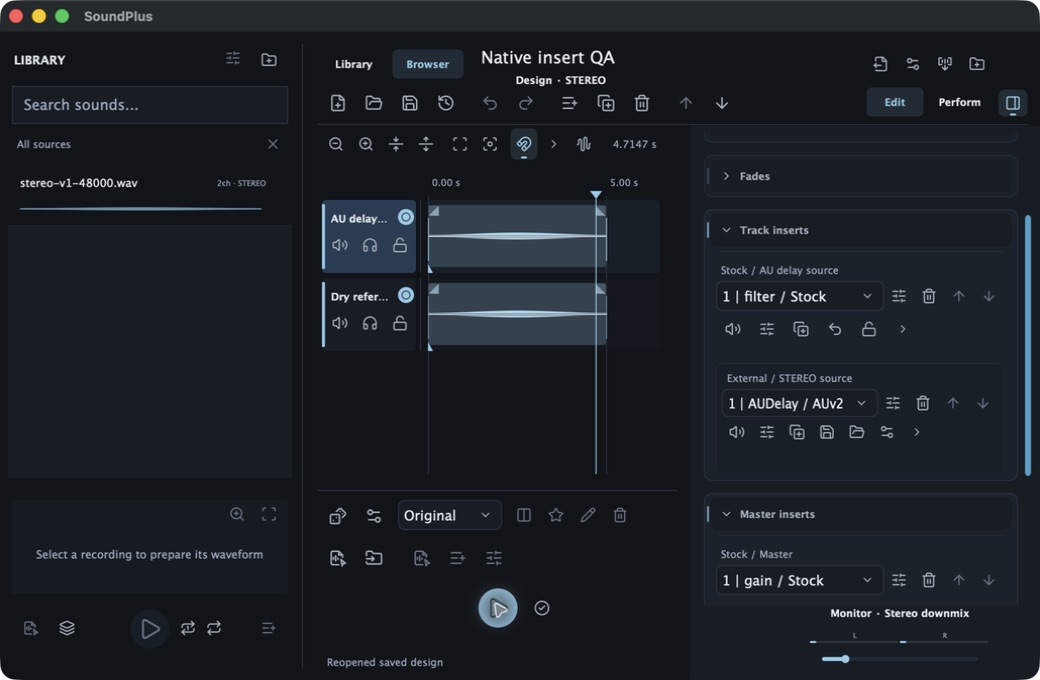 SoundPlus
LIBRARY
Search sounds...
All sources
stereo-v1-48000.wav
2ch · STEREO
Select a recording to prepare its waveform
Library
Browser
Native insert QA
Design · STEREO
Edit
Perform
4.7147 s
0.00 s
5.00 s
AU delay...
Dry refer...
Original
Reopened saved design
Fades
Track inserts
Stock / AU delay source
1 | filter / Stock
External / STEREO source
1 | AUDelay / AUv2
Master inserts
Stock / Master
1 | gain / Stock
Monitor · Stereo downmix
L
R